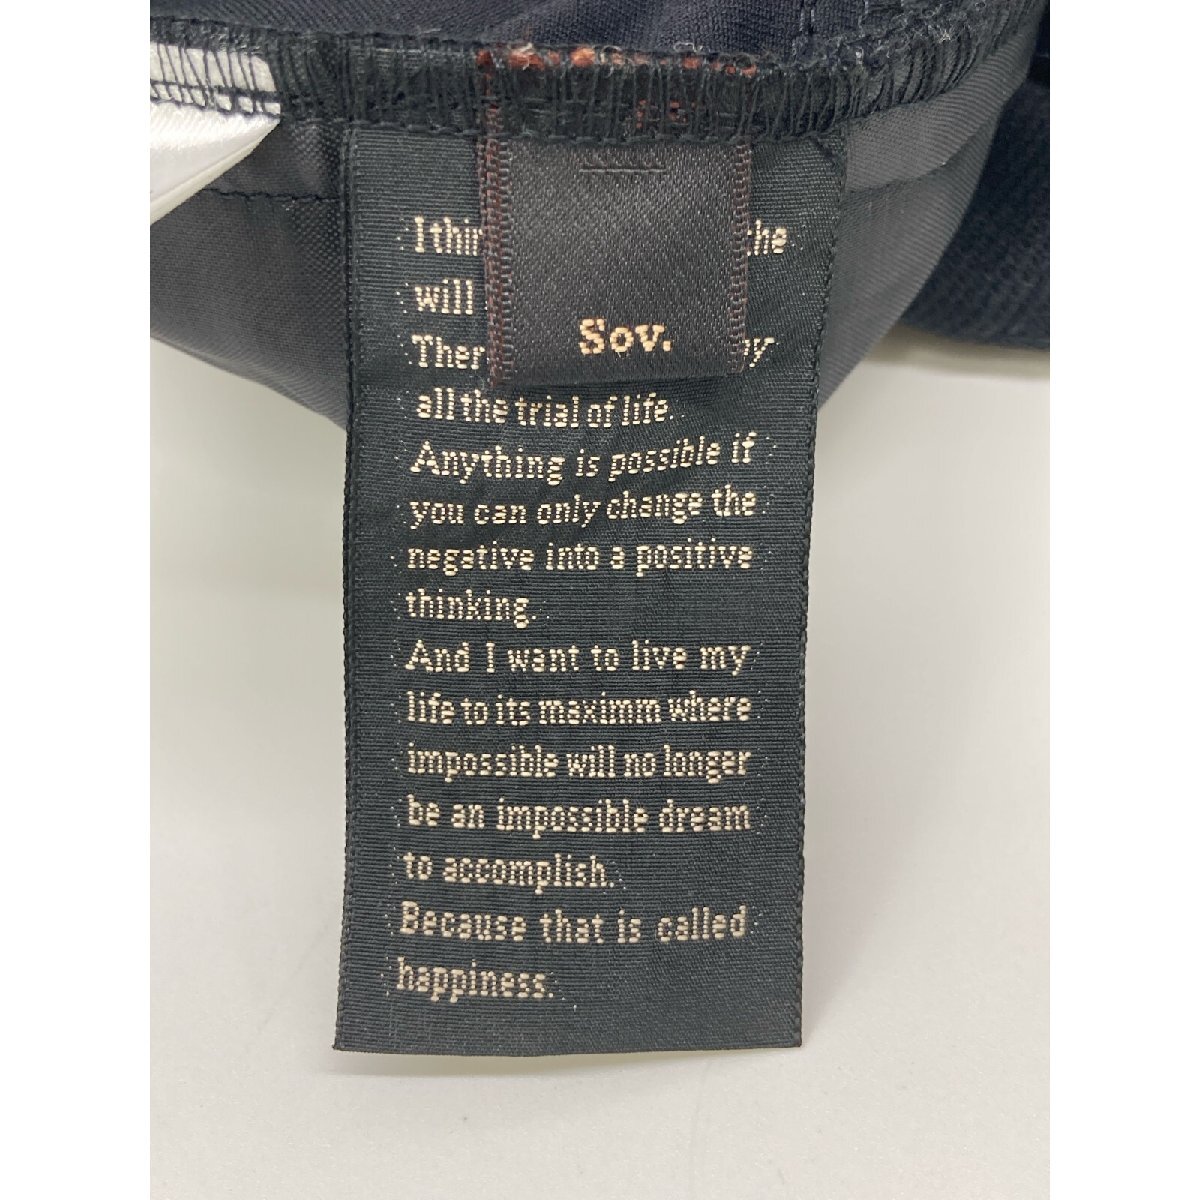 I
the
will
Sov.
all the trial of life.
Anything is possible if
you can only change the
negative into a positive
thinking.
And I want to live my
life to its maximm where
impossible will no longer
be an impossible dream
to accomplish.
Because that is called
happiness.